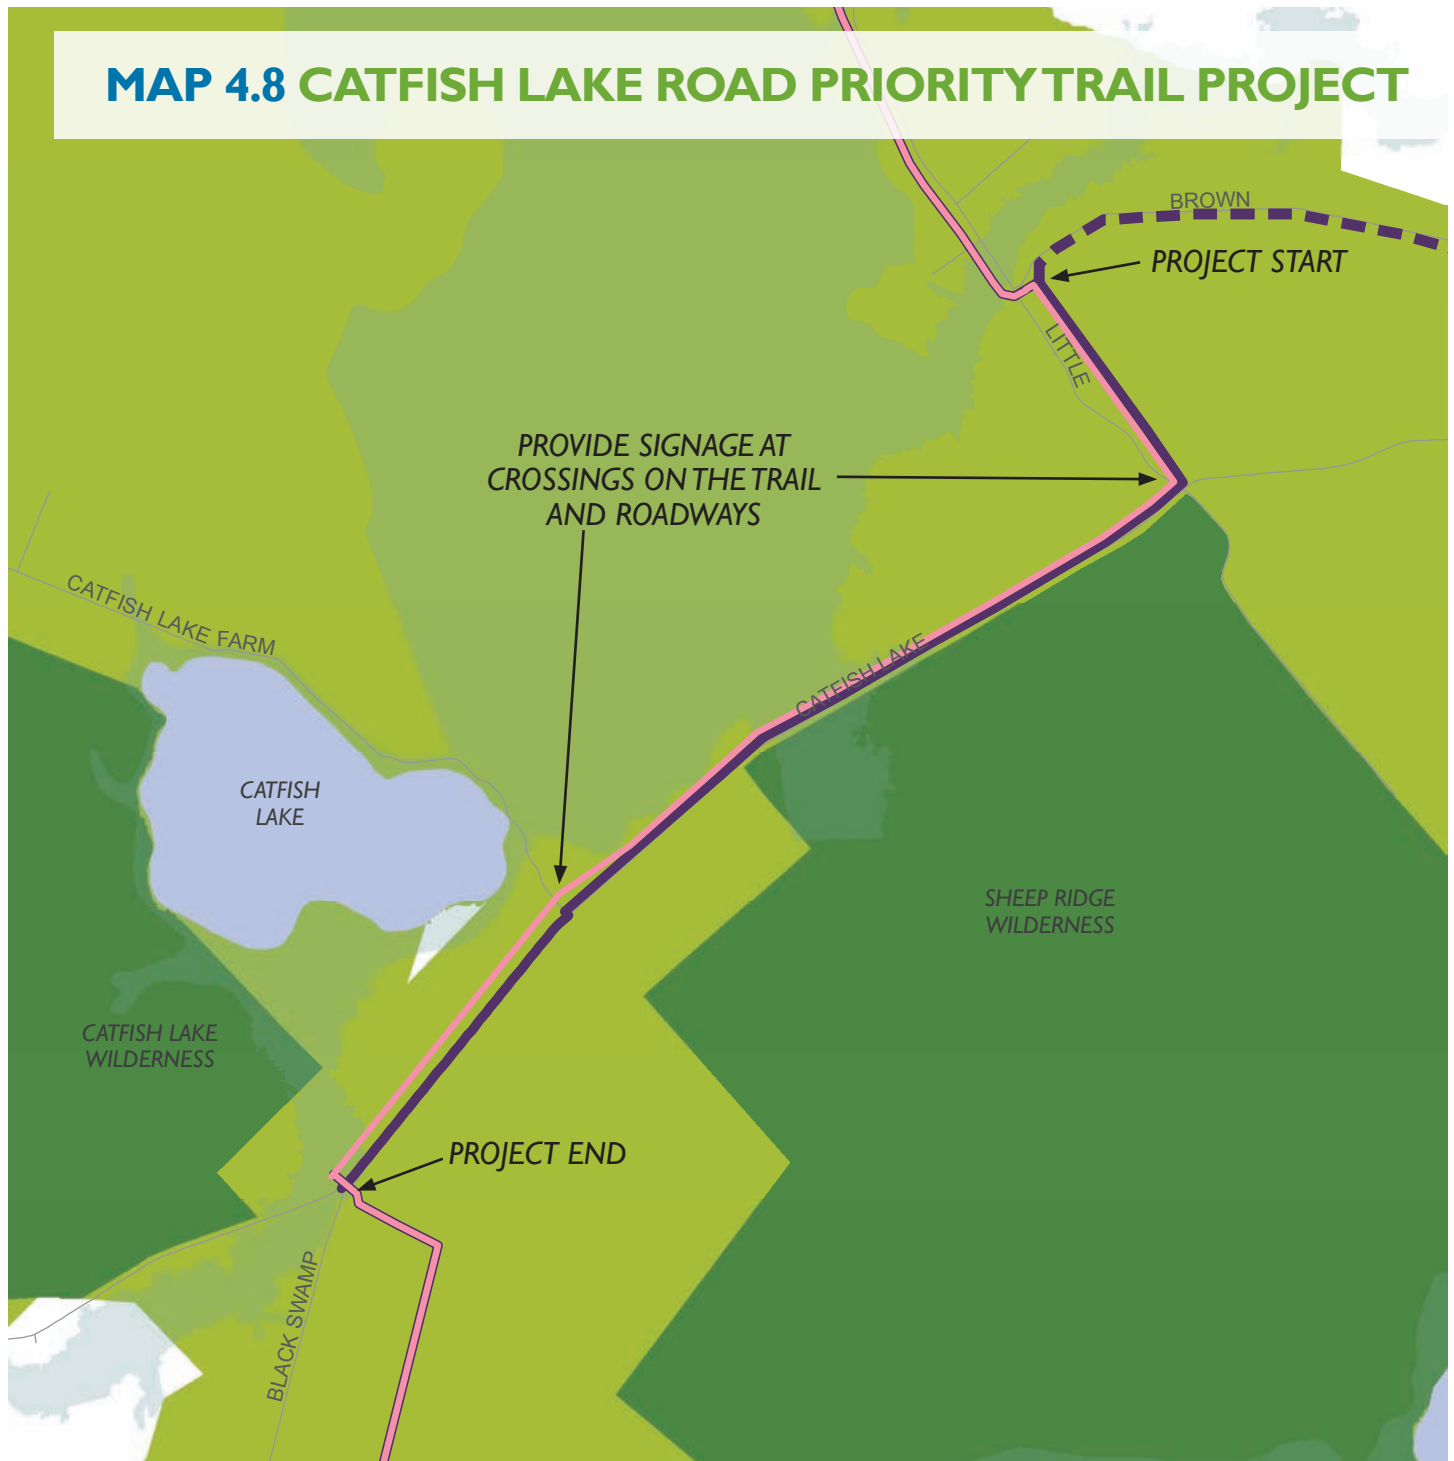 MAP 4.8 CATFISH LAKE ROAD PRIORITY TRAIL PROJECT
BROWN
PROJECT START
LITTLE
PROVIDE SIGNAGE AT
CROSSINGS ON THE TRAIL
AND ROADWAYS
CATFISH LAKE FARM
CATFISH LAKE
CATFISH
LAKE
SHEEP RIDGE
WILDERNESS
CATFISH LAKE
WILDERNESS
PROJECT END
BLACK SWAMP